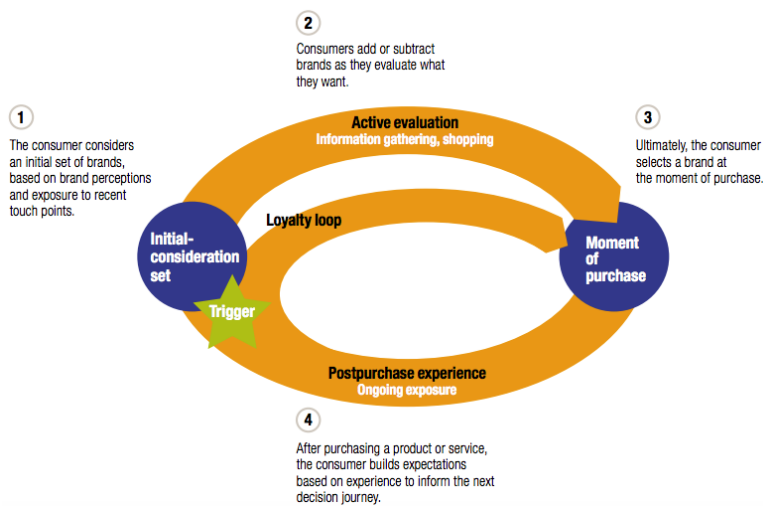 2
Consumers add or subtract
brands as they evaluate what
they want.
1
The consumer considers
an initial set of brands,
based on brand perceptions
and exposure to recent
touch points.
3
Ultimately, the consumer
selects a brand at
the moment of purchase.
Active evaluation
Information gathering, shopping
Loyalty loop
Initial-
consideration
set
Moment
of
purchase
Trigger
Postpurchase experience
Ongoing exposure
4
After purchasing a product or service,
the consumer builds expectations
based on experience to inform the next
decision journey.